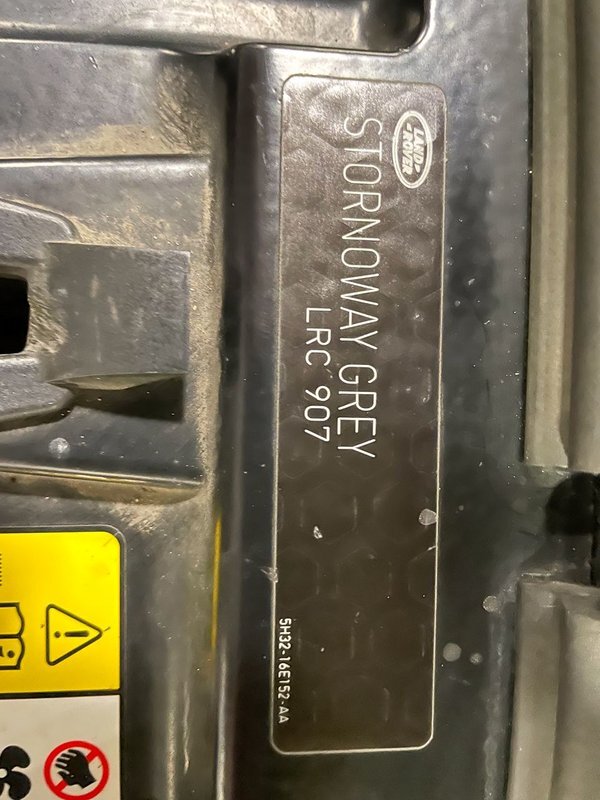 LAND-
-ROVER
STORNOWAY GREY
LRC 907
5H32-16E152-AA